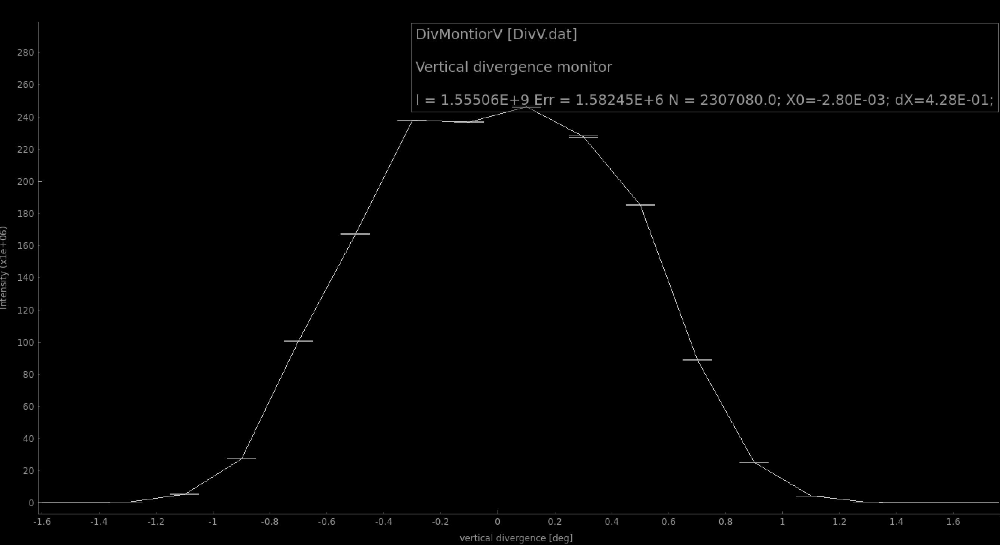 DivMontiorV [DivV.dat]
Vertical divergence monitor
I = 1.55506E+9 Err = 1.58245E+6 N = 2307080.0; X0=-2.80E-03; dX=4.28E-01;
280
260
240
220
200
180
160
140
120
100
80
60
40
20
0
Intensity (x1e+06)
-1.6 -1.4 -1.2 -1 -0.8 -0.6 -0.4 -0.2 0 0.2 0.4 0.6 0.8 1 1.2 1.4 1.6
vertical divergence [deg]